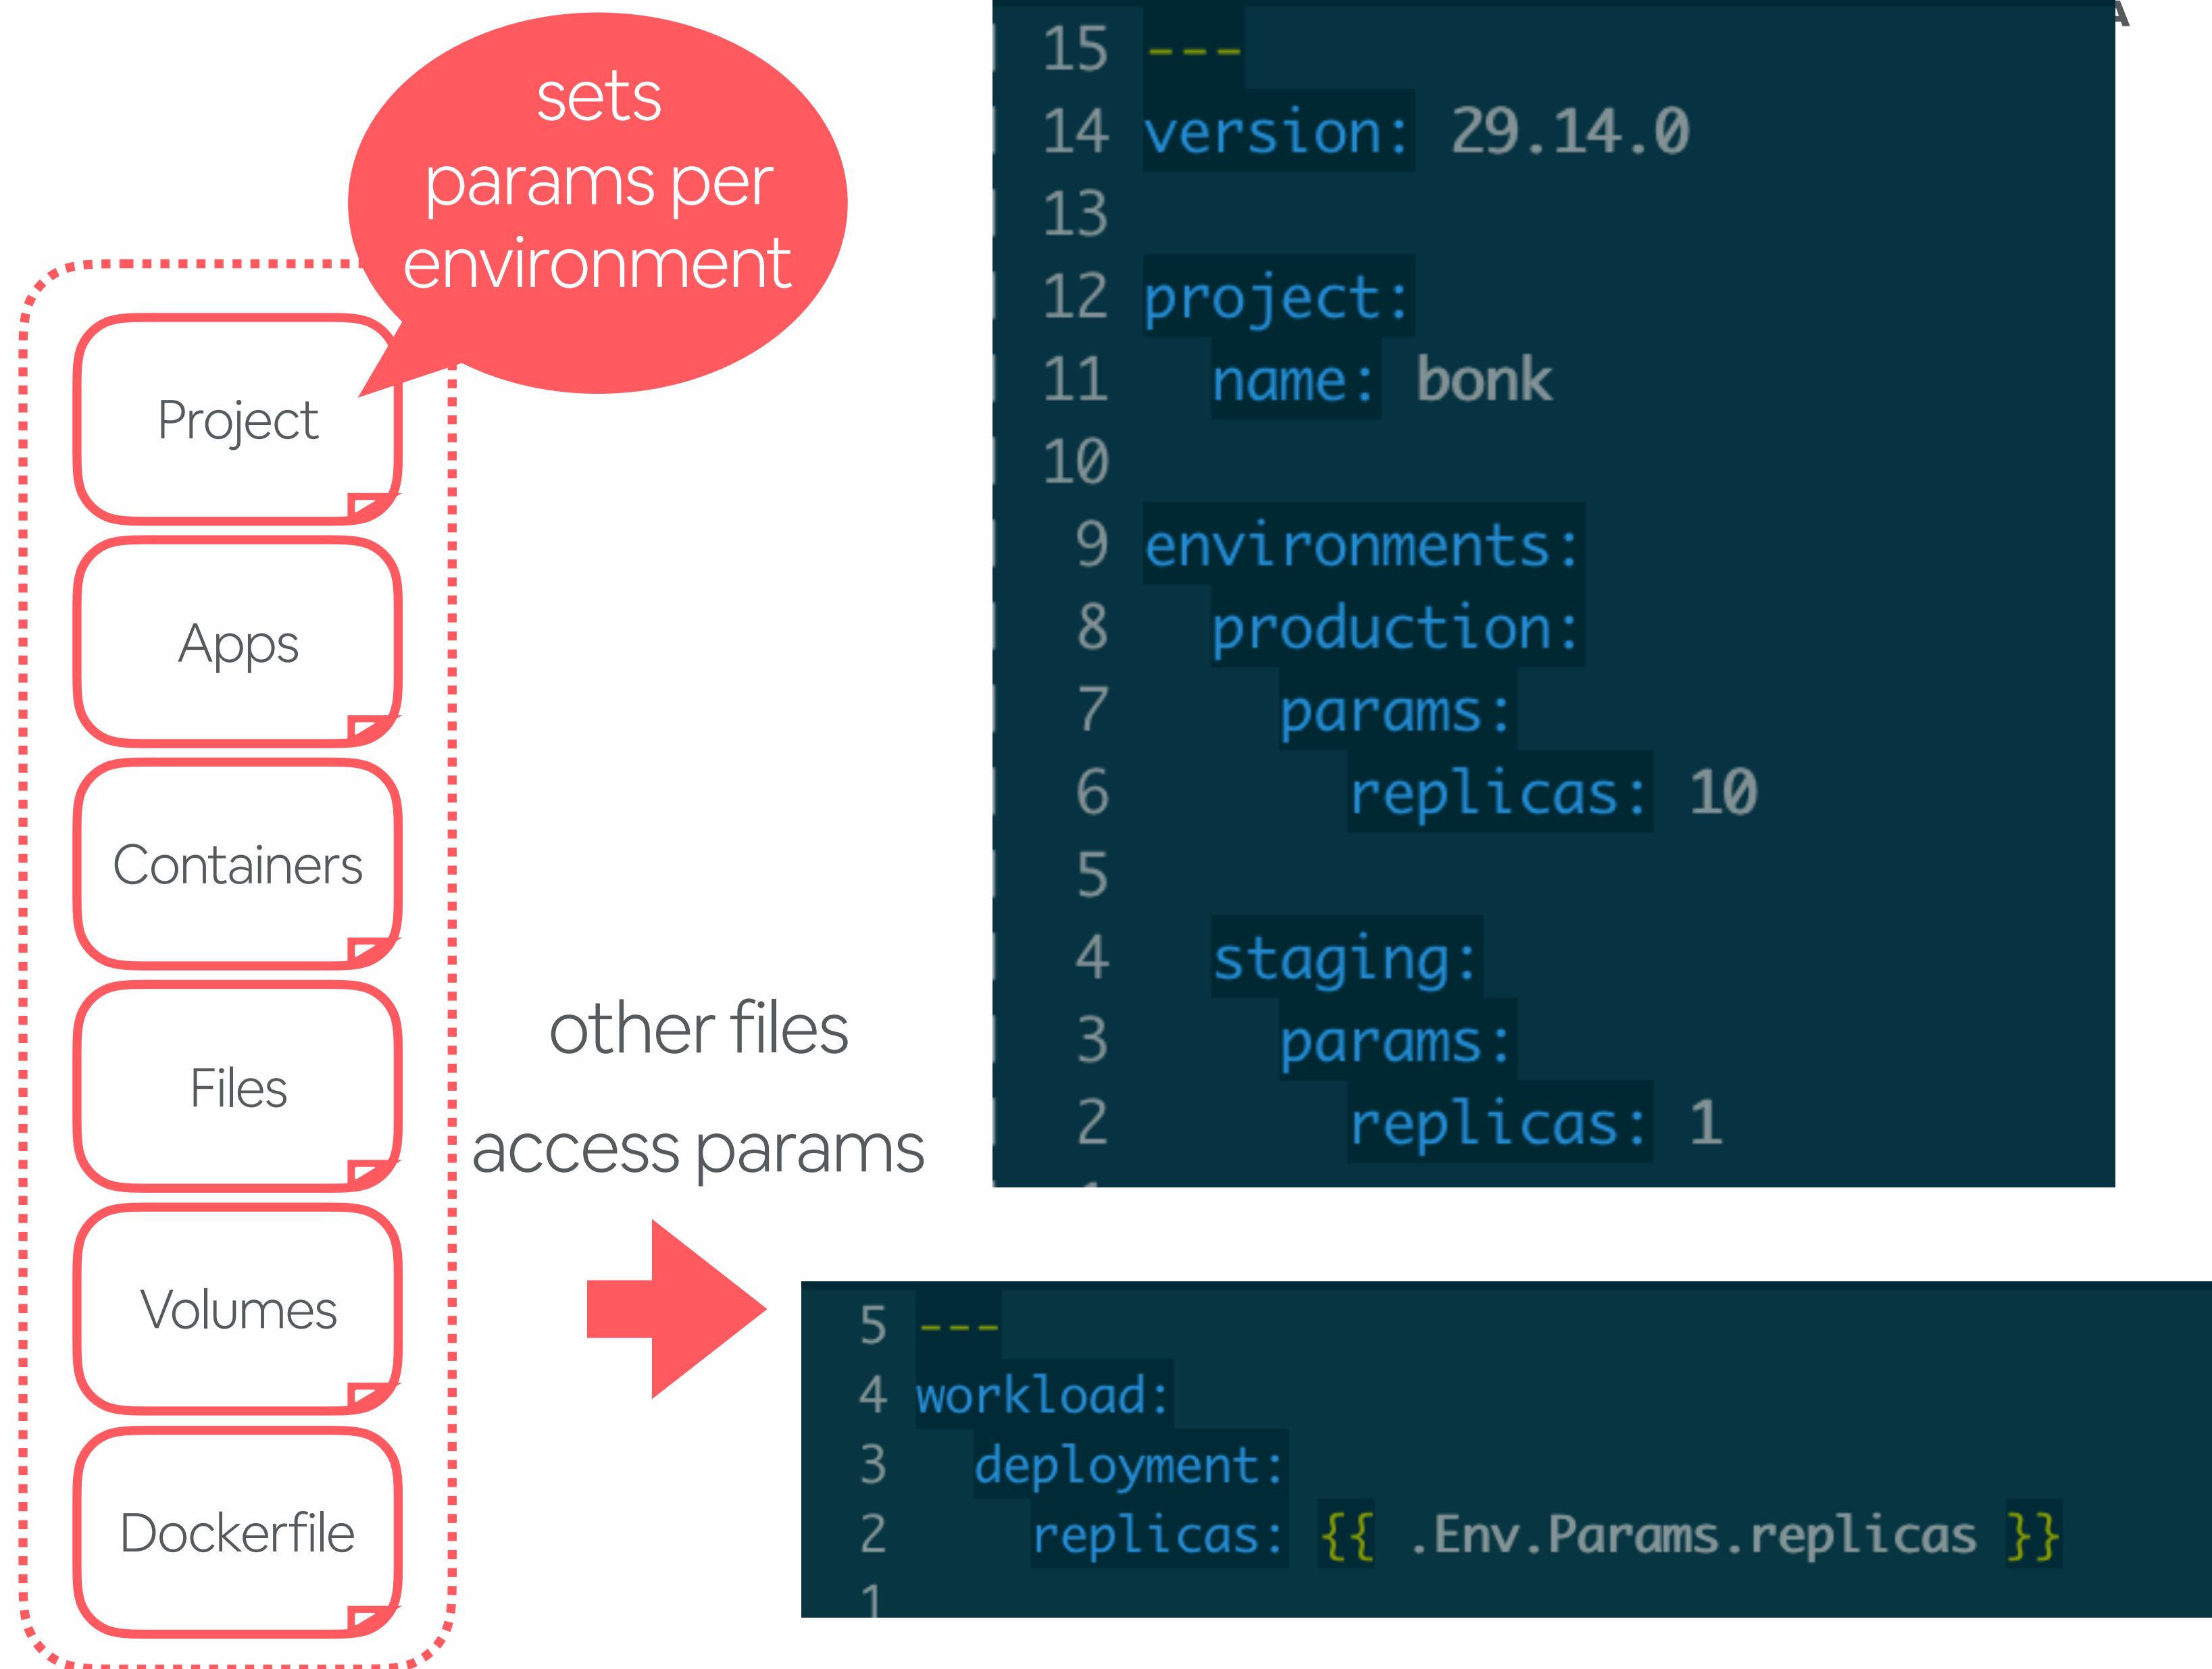 sets
params per
environment
Project
Apps
Containers
Files
Volumes
Dockerfile
other files
access params
15 ---
14 version: 29.14.0
13
12 project:
11   name: bonk
10
9 environments:
8   production:
7     params:
6       replicas: 10
5
4   staging:
3     params:
2       replicas: 1
5 ---
4 workload:
3   deployment:
2     replicas: {{ .Env.Params.replicas }}
1